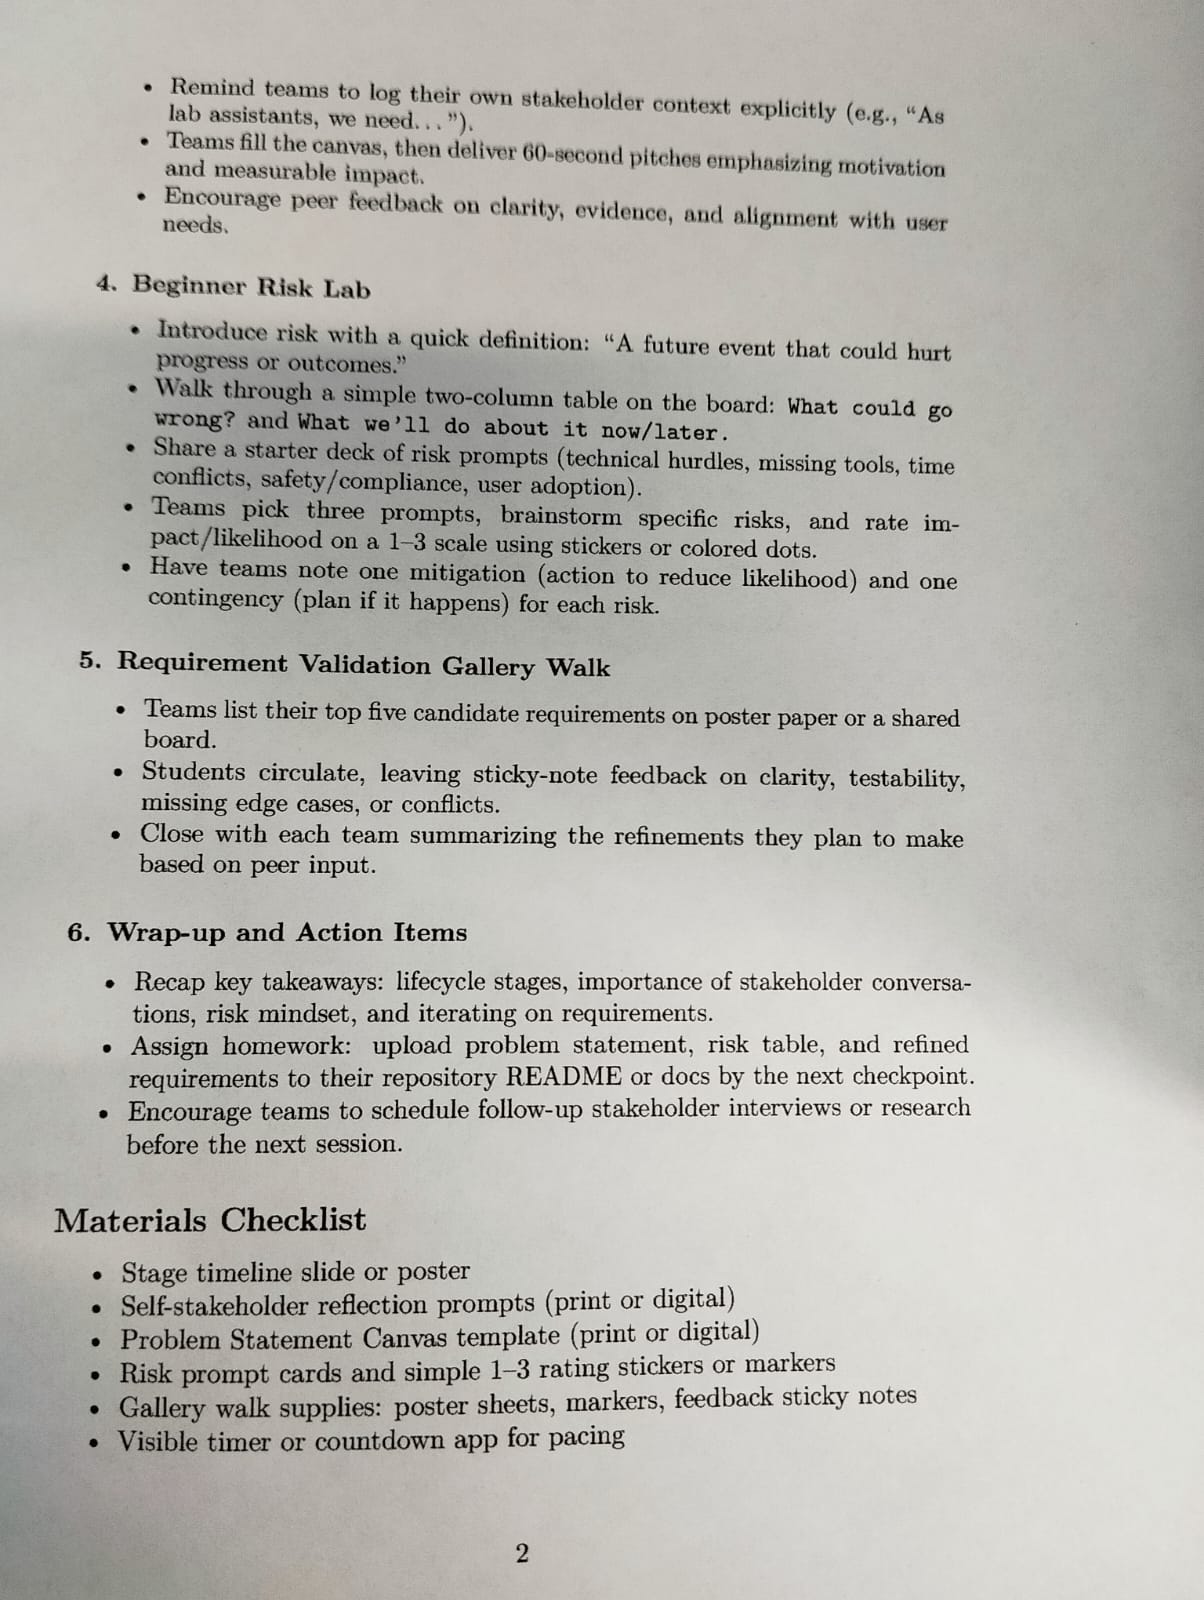 • Remind teams to log their own stakeholder context explicitly (e.g., “As
lab assistants, we need. . . ”).
• Teams fill the canvas, then deliver 60-second pitches emphasizing motivation
and measurable impact.
• Encourage peer feedback on clarity, evidence, and alignment with user
needs.
4. Beginner Risk Lab
• Introduce risk with a quick definition: “A future event that could hurt
progress or outcomes.”
• Walk through a simple two-column table on the board: What could go
wrong? and What we'll do about it now/later.
• Share a starter deck of risk prompts (technical hurdles, missing tools, time
conflicts, safety/compliance, user adoption).
• Teams pick three prompts, brainstorm specific risks, and rate im-
pact/likelihood on a 1–3 scale using stickers or colored dots.
• Have teams note one mitigation (action to reduce likelihood) and one
contingency (plan if it happens) for each risk.
5. Requirement Validation Gallery Walk
• Teams list their top five candidate requirements on poster paper or a shared
board.
• Students circulate, leaving sticky-note feedback on clarity, testability,
missing edge cases, or conflicts.
• Close with each team summarizing the refinements they plan to make
based on peer input.
6. Wrap-up and Action Items
• Recap key takeaways: lifecycle stages, importance of stakeholder conversa-
tions, risk mindset, and iterating on requirements.
• Assign homework: upload problem statement, risk table, and refined
requirements to their repository README or docs by the next checkpoint.
• Encourage teams to schedule follow-up stakeholder interviews or research
before the next session.
Materials Checklist
• Stage timeline slide or poster
• Self-stakeholder reflection prompts (print or digital)
• Problem Statement Canvas template (print or digital)
• Risk prompt cards and simple 1–3 rating stickers or markers
• Gallery walk supplies: poster sheets, markers, feedback sticky notes
• Visible timer or countdown app for pacing
2